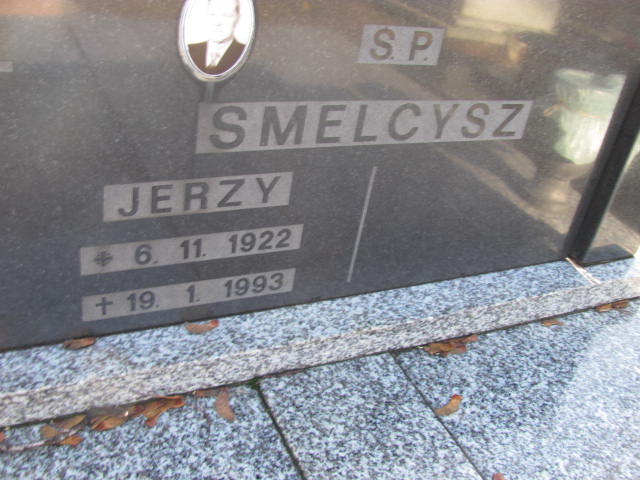 S.P.
SMELCYSZ
JERZY
6. 11. 1922
✝ 19. 1. 1993